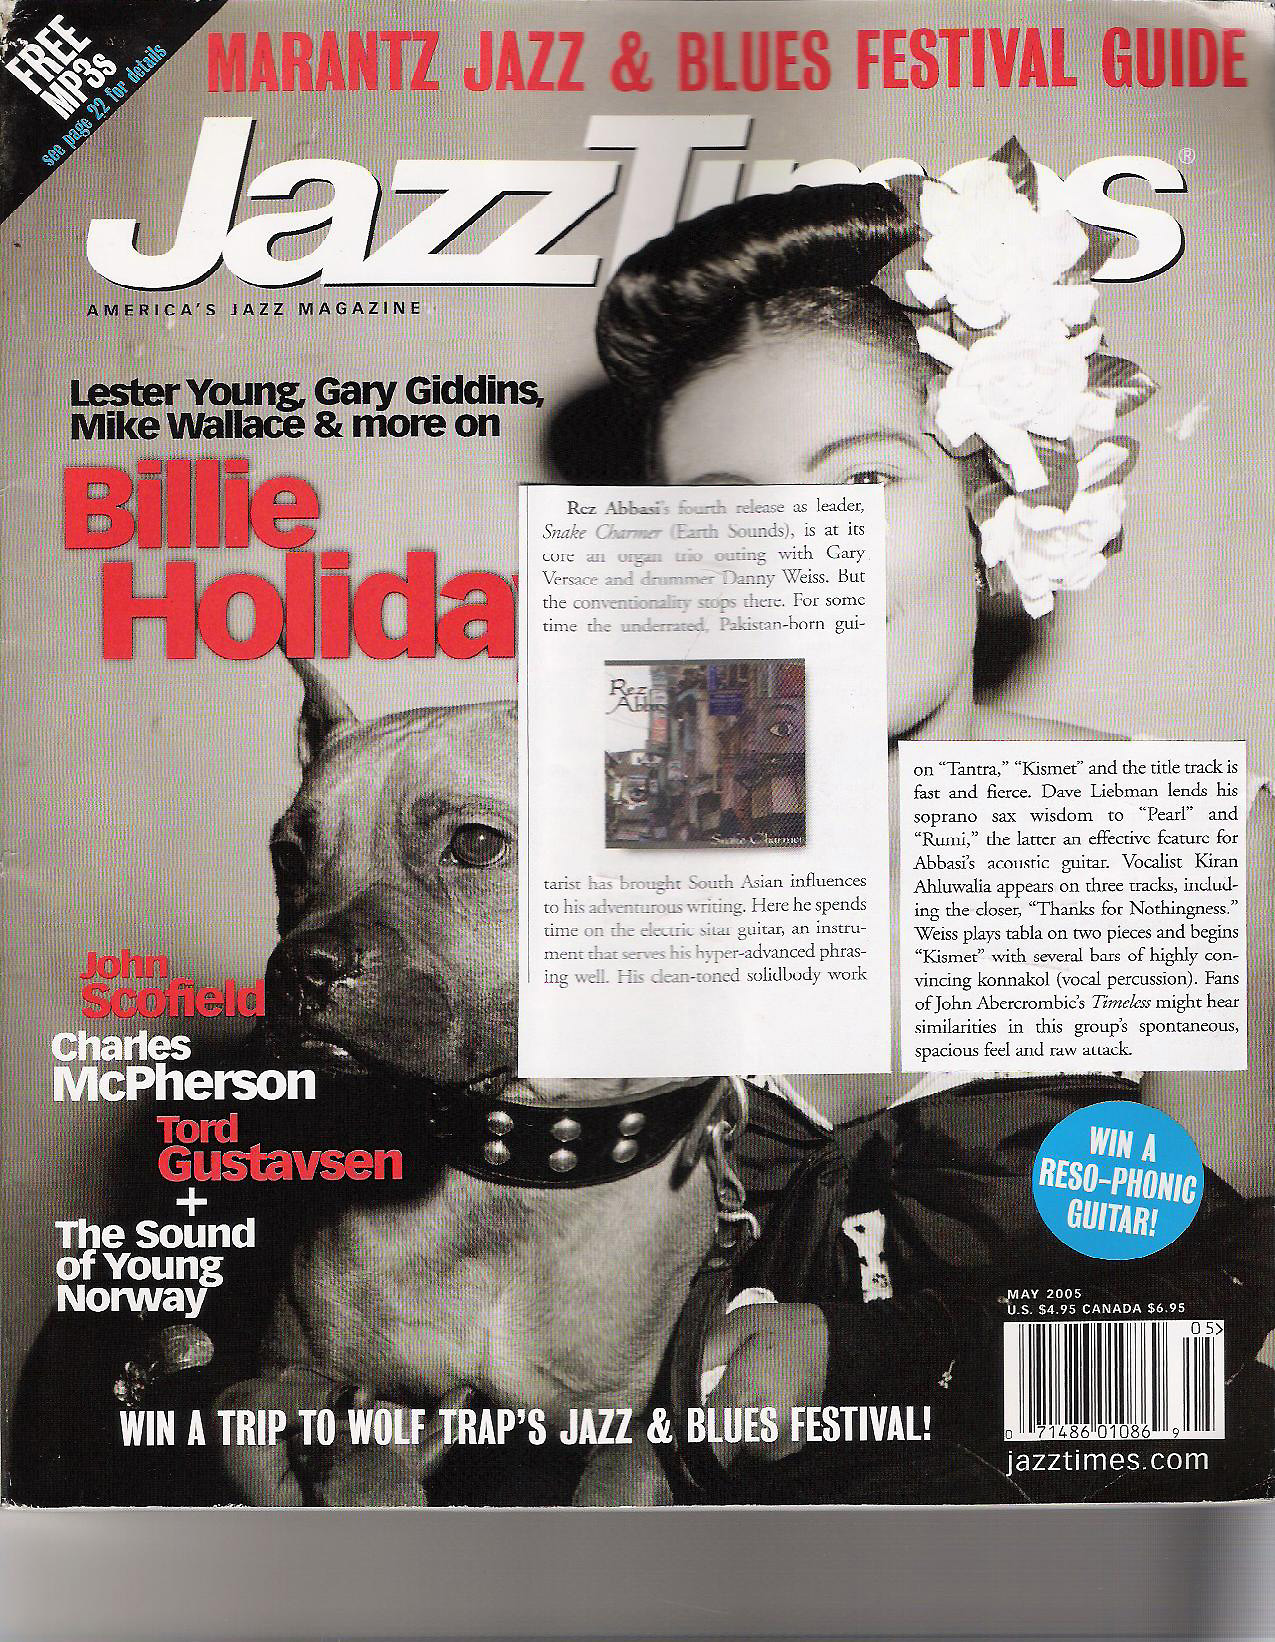 FREE
MP3s
see page 22 for details
MARANTZ JAZZ & BLUES FESTIVAL GUIDE
JazzTimes®
AMERICA'S JAZZ MAGAZINE
Lester Young, Gary Giddins,
Mike Wallace & more on
Billie
Holiday
Rez Abbasi's fourth release as leader,
Snake Charmer (Earth Sounds), is at its
core an organ trio outing with Gary
Versace and drummer Danny Weiss. But
the conventionality stops there. For some
time the underrated, Pakistan-born gui-
Rez
Abbasi
Snake Charmer
tarist has brought South Asian influences
to his adventurous writing. Here he spends
time on the electric sitar guitar, an instru-
ment that serves his hyper-advanced phras-
ing well. His clean-toned solidbody work
on “Tantra,” “Kismet” and the title track is
fast and fierce. Dave Liebman lends his
soprano sax wisdom to “Pearl” and
“Rumi,” the latter an effective feature for
Abbasi's acoustic guitar. Vocalist Kiran
Ahluwalia appears on three tracks, includ-
ing the closer, “Thanks for Nothingness.”
Weiss plays tabla on two pieces and begins
“Kismet” with several bars of highly con-
vincing konnakol (vocal percussion). Fans
of John Abercrombie's Timeless might hear
similarities in this group's spontaneous,
spacious feel and raw attack.
John
Scofield
Charles
McPherson
Tord
Gustavsen
+
The Sound
of Young
Norway
WIN A
RESO-PHONIC
GUITAR!
MAY 2005
U.S. $4.95 CANADA $6.95
05>
0 71486 01086 9
WIN A TRIP TO WOLF TRAP'S JAZZ & BLUES FESTIVAL!
jazztimes.com